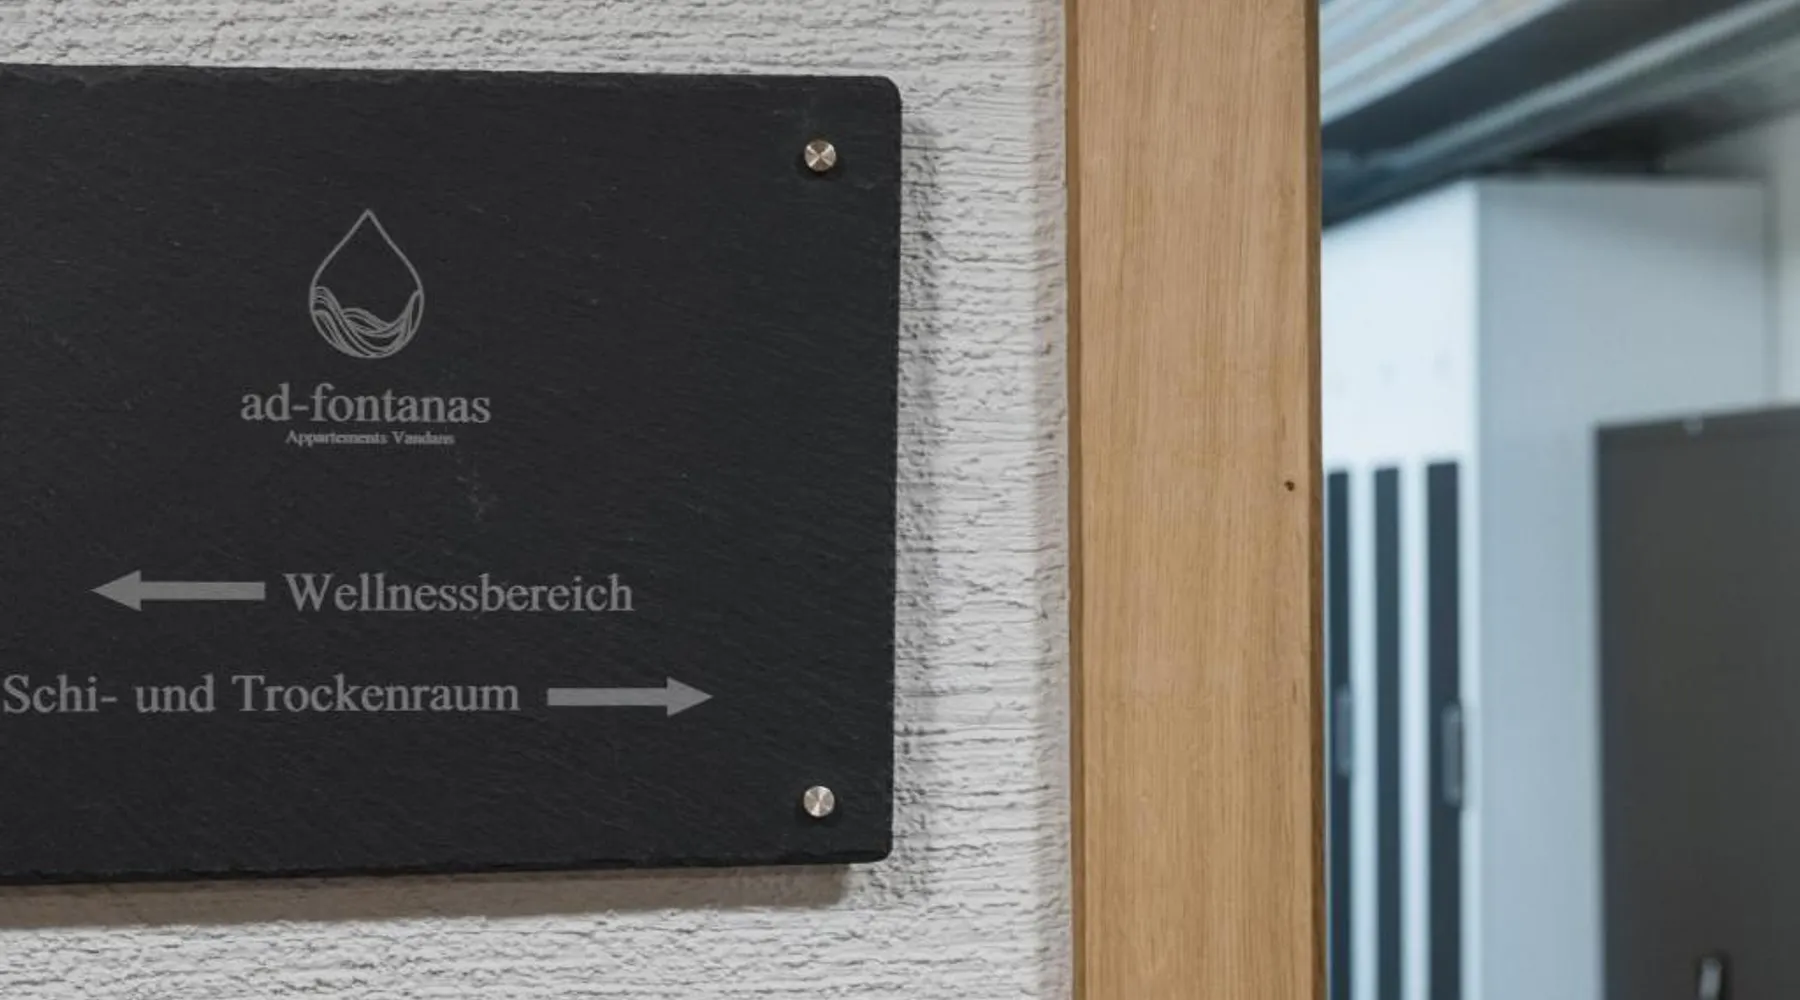 ad-fontanas
Appartements Vandans
Wellnessbereich
Schi- und Trockenraum